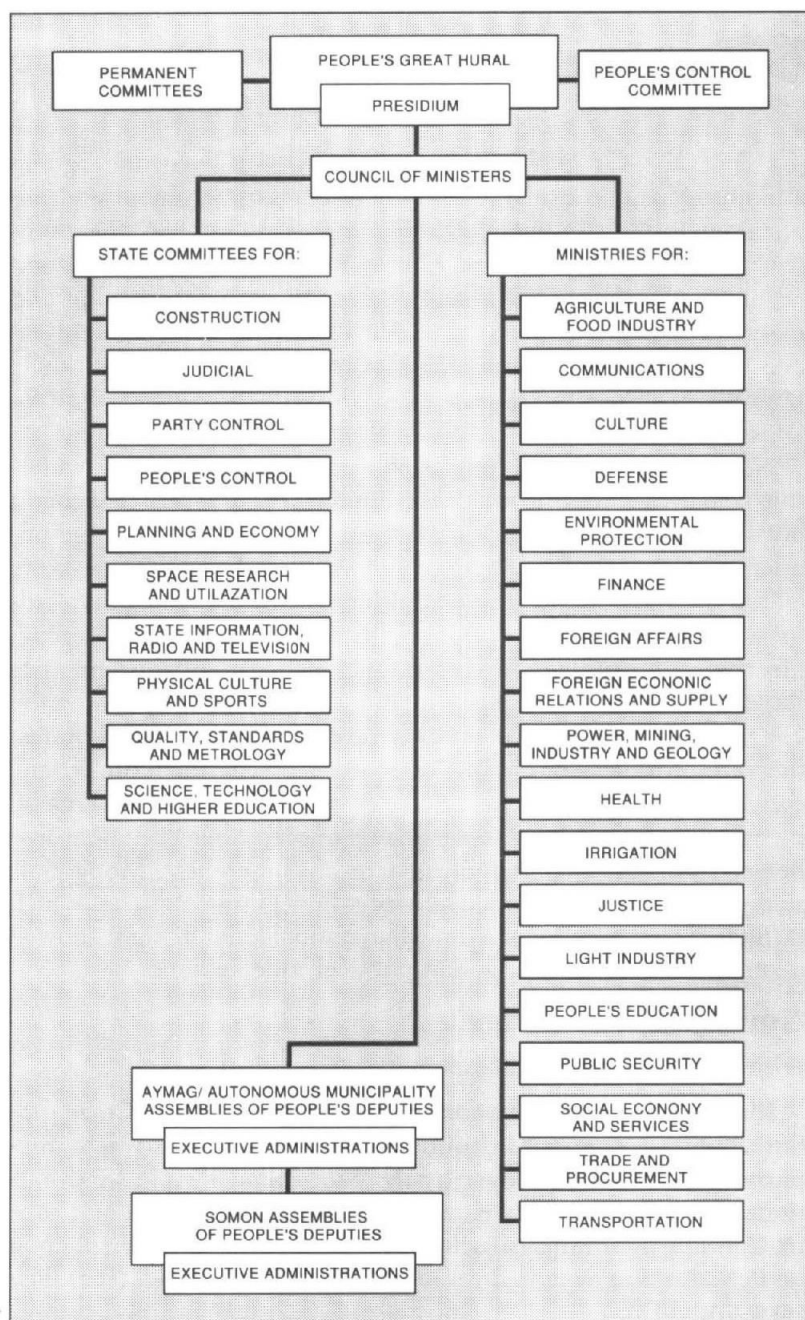 PERMANENT
COMMITTEES
PEOPLE'S GREAT HURAL
PRESIDIUM
PEOPLE'S CONTROL
COMMITTEE
COUNCIL OF MINISTERS
STATE COMMITTEES FOR:
CONSTRUCTION
JUDICIAL
PARTY CONTROL
PEOPLE'S CONTROL
PLANNING AND ECONOMY
SPACE RESEARCH
AND UTILAZATION
STATE INFORMATION,
RADIO AND TELEVISION
PHYSICAL CULTURE
AND SPORTS
QUALITY, STANDARDS
AND METROLOGY
SCIENCE, TECHNOLOGY
AND HIGHER EDUCATION
MINISTRIES FOR:
AGRICULTURE AND
FOOD INDUSTRY
COMMUNICATIONS
CULTURE
DEFENSE
ENVIRONMENTAL
PROTECTION
FINANCE
FOREIGN AFFAIRS
FOREIGN ECONONIC
RELATIONS AND SUPPLY
POWER, MINING,
INDUSTRY AND GEOLOGY
HEALTH
IRRIGATION
JUSTICE
LIGHT INDUSTRY
PEOPLE'S EDUCATION
PUBLIC SECURITY
SOCIAL ECONOMY
AND SERVICES
TRADE AND
PROCUREMENT
TRANSPORTATION
AYMAG/ AUTONOMOUS MUNICIPALITY
ASSEMBLIES OF PEOPLE'S DEPUTIES
EXECUTIVE ADMINISTRATIONS
SOMON ASSEMBLIES
OF PEOPLE'S DEPUTIES
EXECUTIVE ADMINISTRATIONS